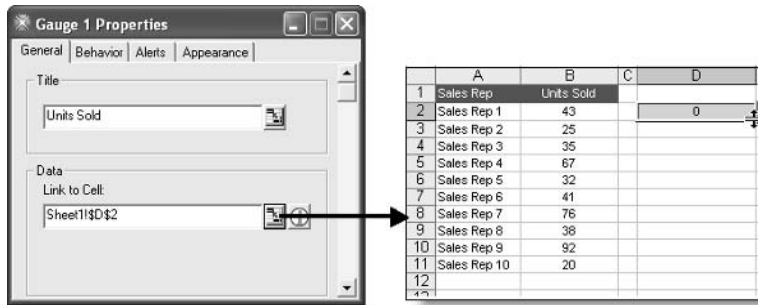 Gauge 1 Properties
General Behavior Alerts Appearance
Title
Units Sold
Data
Link to Cell:
Sheet1!$D$2
A B C D
1 Sales Rep Units Sold
2 Sales Rep 1 43 0
3 Sales Rep 2 25
4 Sales Rep 3 35
5 Sales Rep 4 67
6 Sales Rep 5 32
7 Sales Rep 6 41
8 Sales Rep 7 76
9 Sales Rep 8 38
10 Sales Rep 9 92
11 Sales Rep 10 20
12